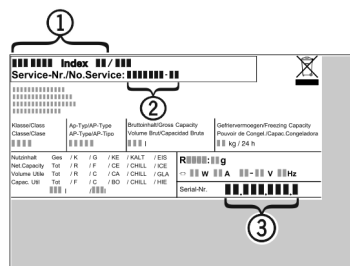 1
Index /
Service-Nr./No.Service: -
2
Klasse/Class
Classe/Clase
Ap-Typ/AP-Type
AP-Type/AP-Tipo
Bruttoinhalt/Gross Capacity
Volume Brut/Capacidad Brute
l
Gefriervermoegen/Freezing Capacity
Pouvoir de Congel./Capac.Congeladora
kg / 24 h
Nutzinhalt Ges / K / G / KE / KALT / EIS
Net.Capacity Tot / R / F / CE / CHILL / ICE
Volume Utile Tot / R / C / CA / CHILL / GLA
Capac. Util Tot / F / C / BO / CHILL / HIE
l / l
R : g
W A - V Hz
Serial-Nr.
3